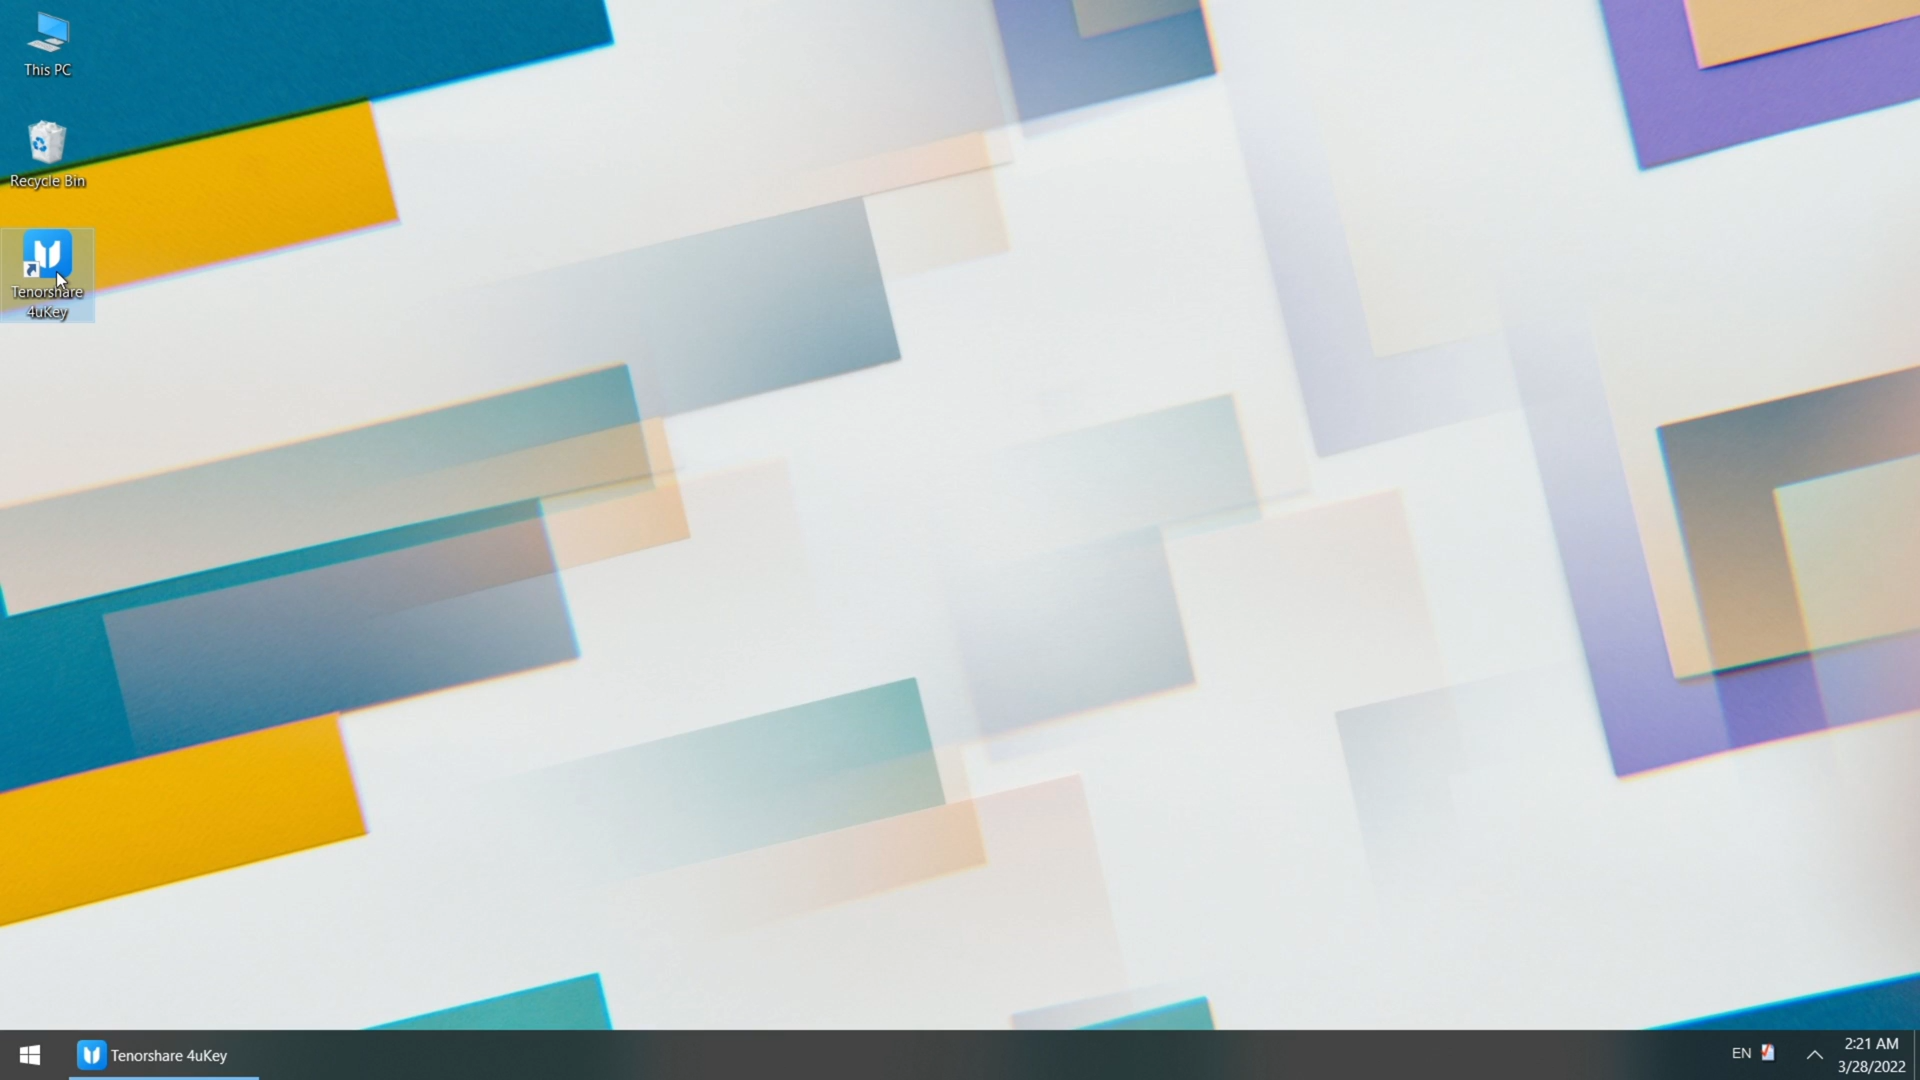 This PC
Recycle Bin
Tenorshare
4uKey
Tenorshare 4uKey
EN
2:21 AM
3/28/2022